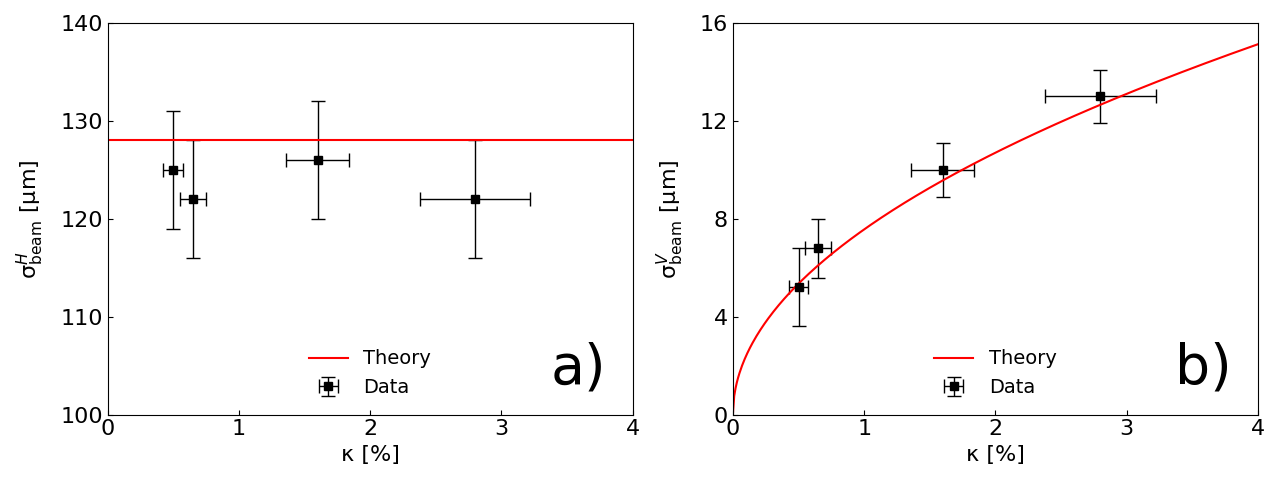 140
130
120
110
100
0 1 2 3 4
σ^H_beam [μm]
κ [%]
Theory
Data
a)
16
12
8
4
0
0 1 2 3 4
σ^V_beam [μm]
κ [%]
Theory
Data
b)